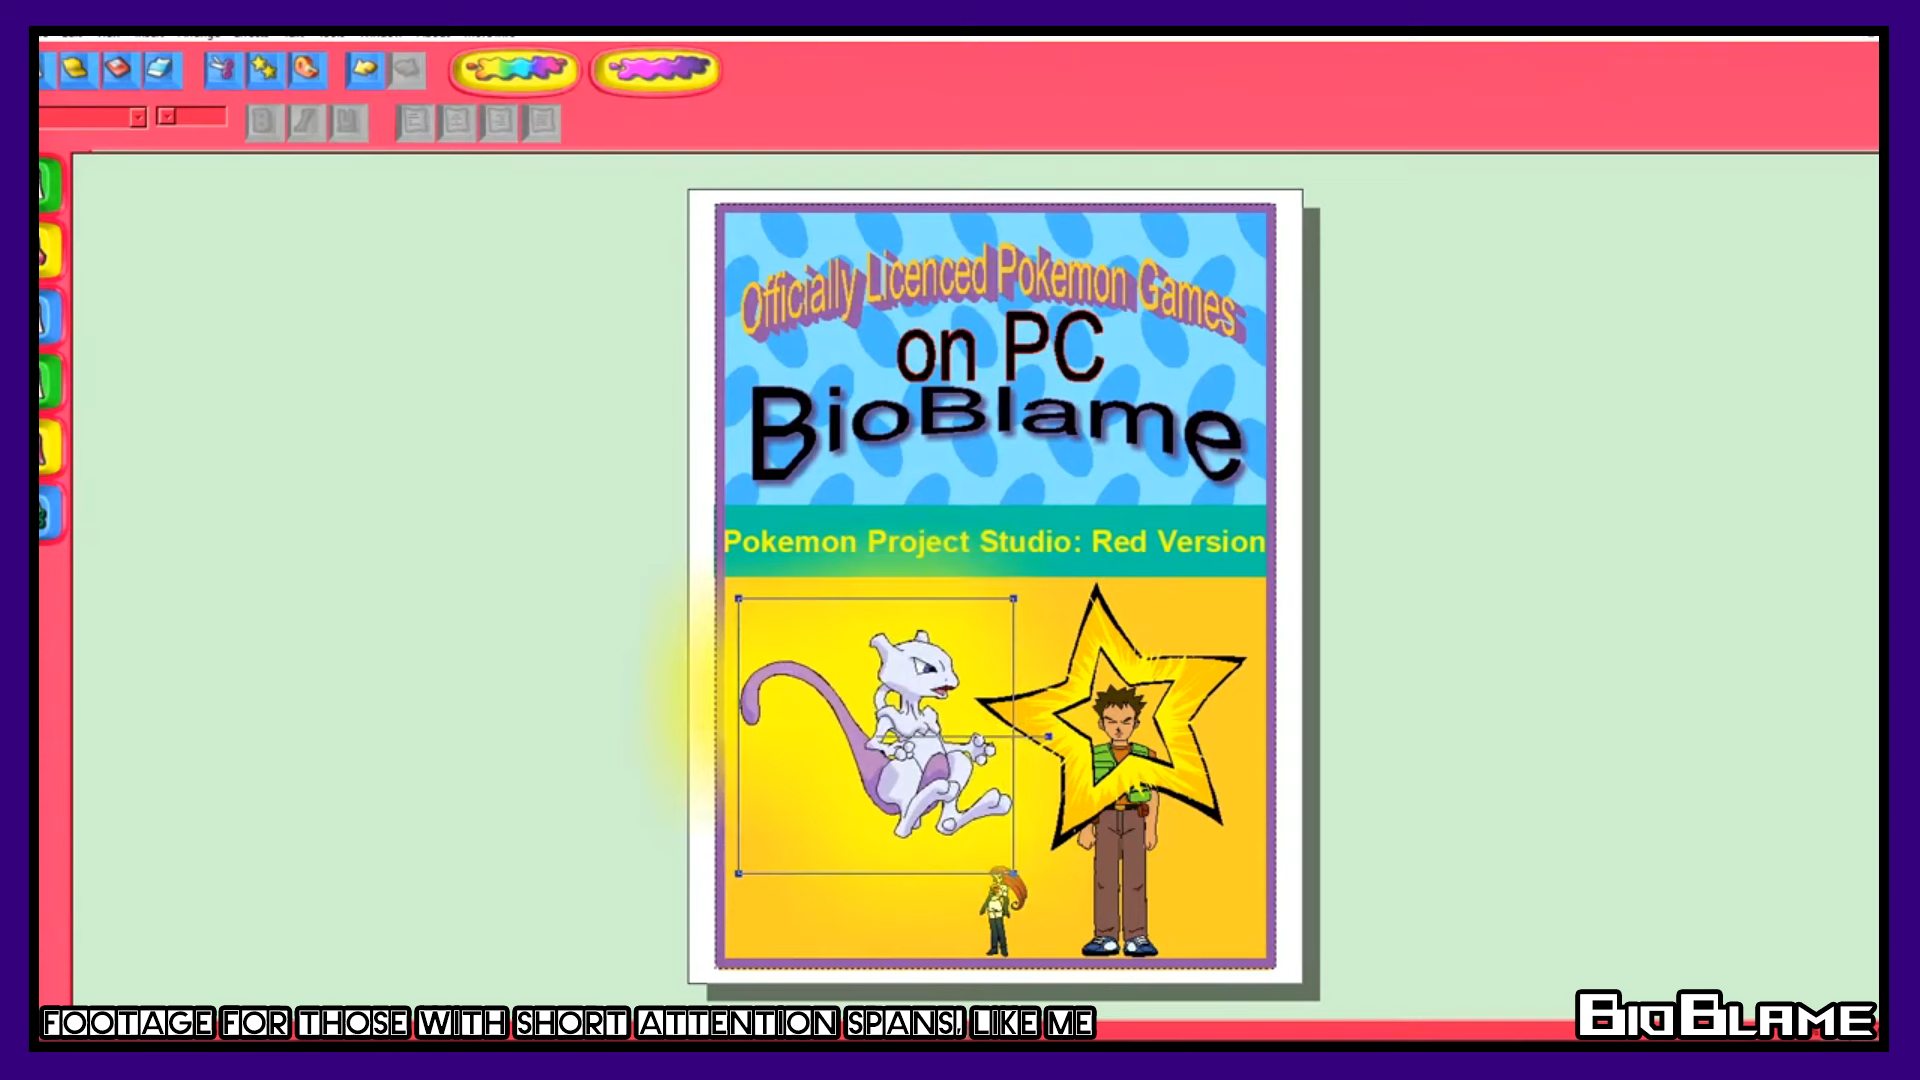 Officially Licenced Pokemon Games
on PC
BioBlame
Pokemon Project Studio: Red Version
FOOTAGE FOR THOSE WITH SHORT ATTENTION SPANS, LIKE ME
BIOBLAME